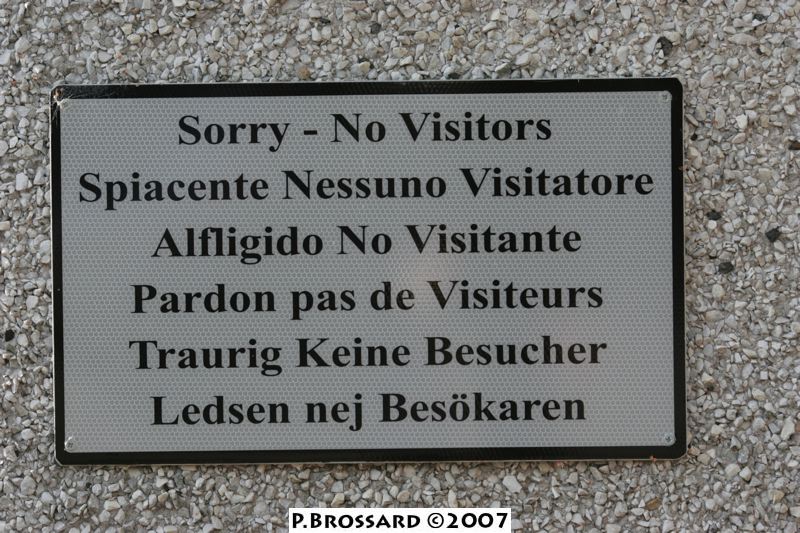 Sorry - No Visitors
Spiacente Nessuno Visitatore
Alfligido No Visitante
Pardon pas de Visiteurs
Traurig Keine Besucher
Ledsen nej Besökaren
P.BROSSARD ©2007